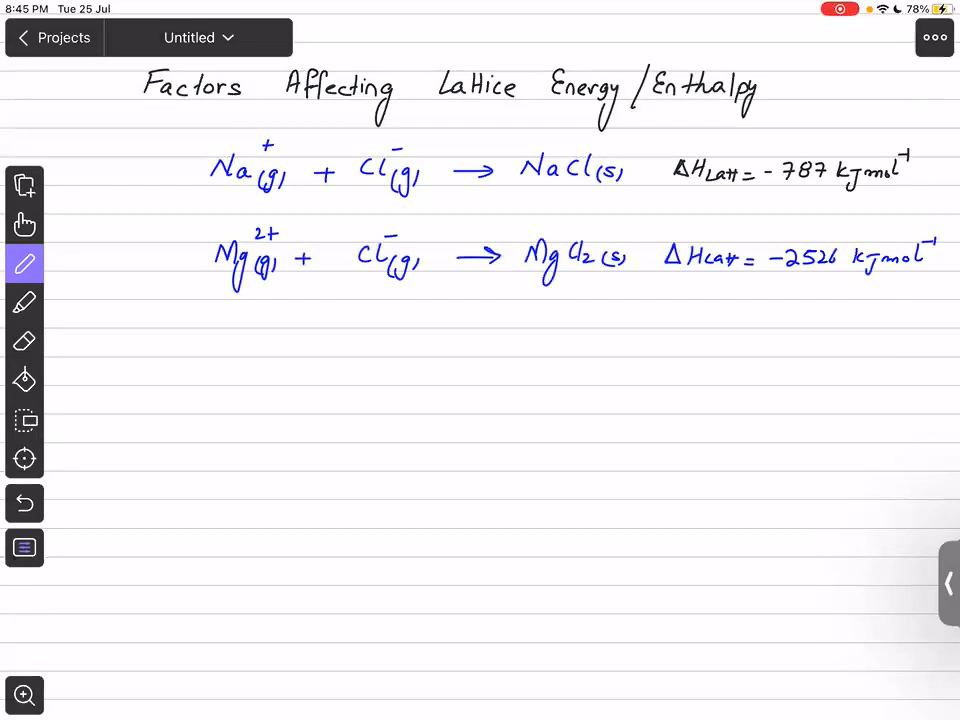 8:45 PM Tue 25 Jul 78%
Projects Untitled
Factors Affecting Lattice Energy/Enthalpy
Na⁺(g) + Cl⁻(g) → NaCl(s) ΔHLatt = -787 kJmol⁻¹
Mg²⁺(g) + Cl⁻(g) → MgCl2(s) ΔHLatt = -2526 kJmol⁻¹